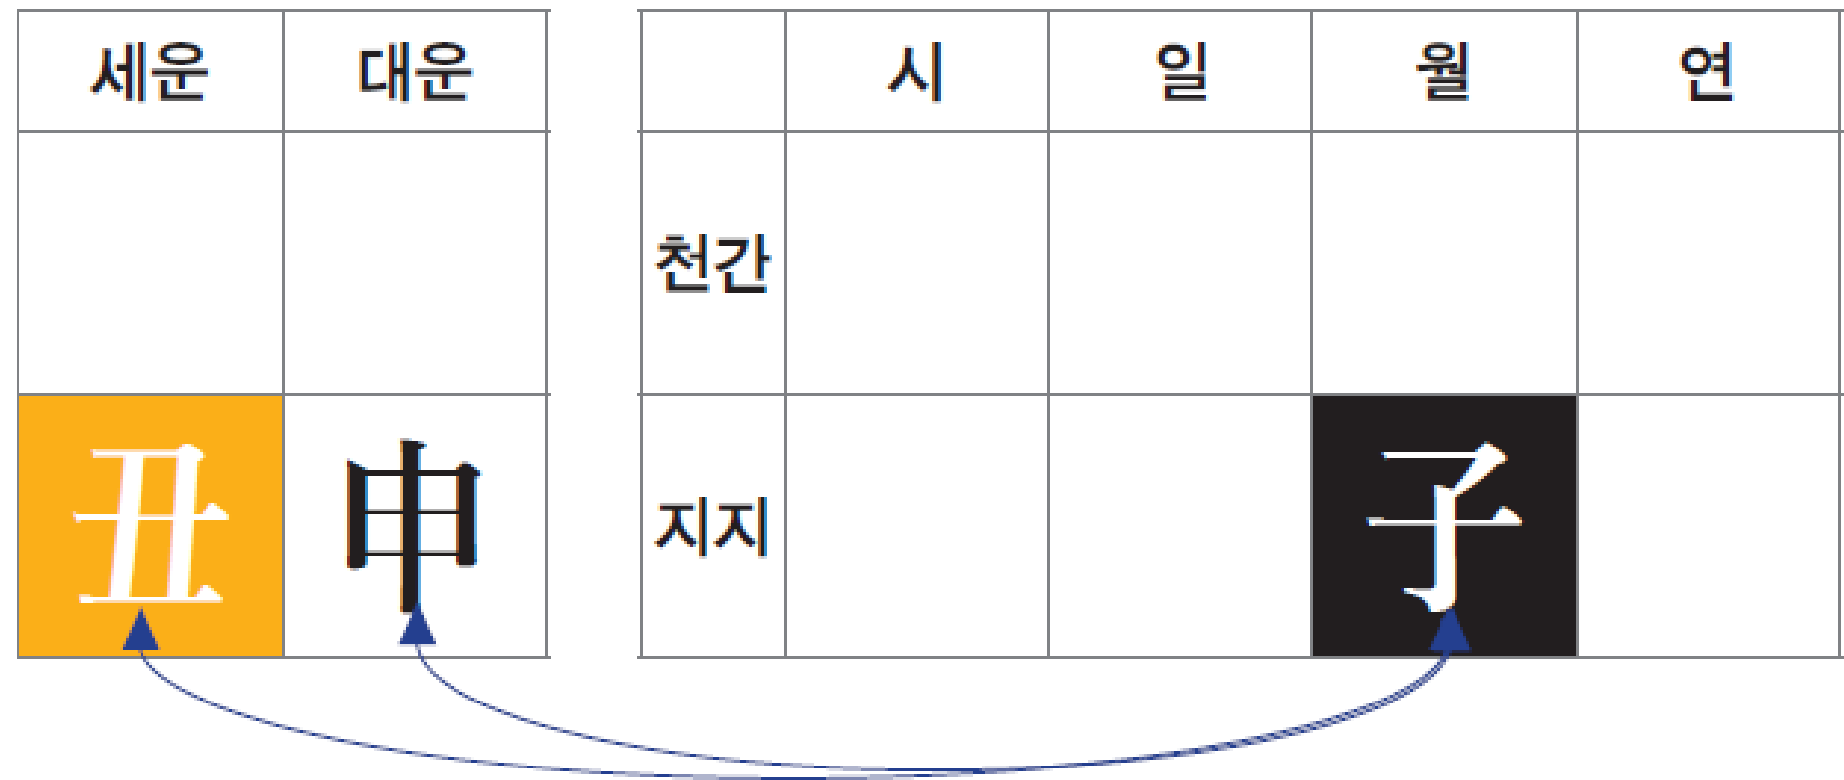 세운 대운 시 일 월 연
천간
丑 申 지지 子